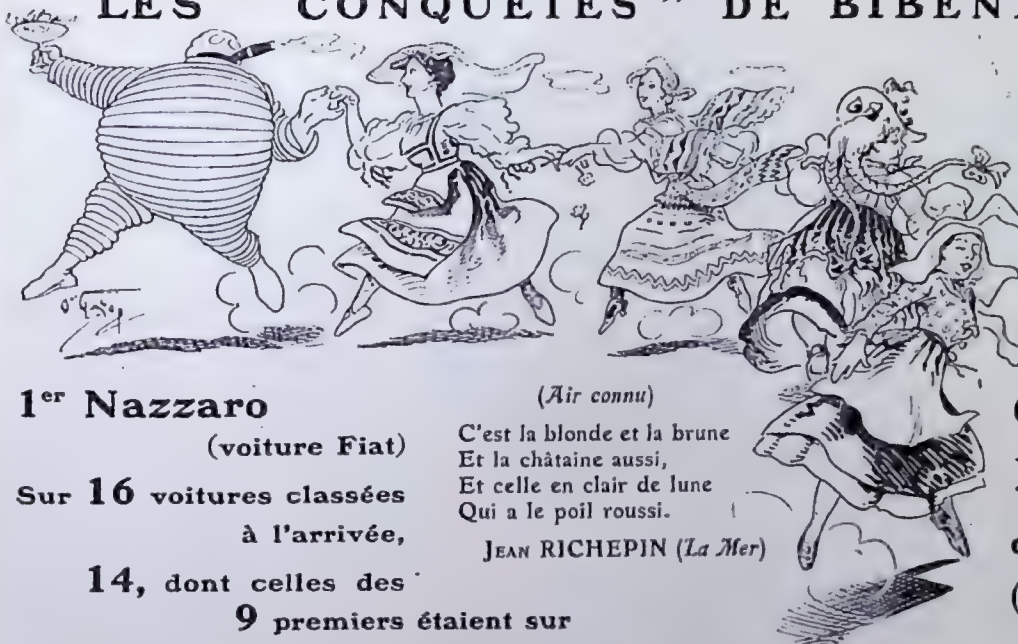 LES "CONQUÊTES" DE
1er Nazzaro
(voiture Fiat)
Sur 16 voitures classées
à l'arrivée,
14, dont celles des
9 premiers étaient sur
(Air connu)
C'est la blonde et la brune
Et la châtaine aussi,
Et celle en clair de lune
Qui a le poil roussi.
JEAN RICHEPIN (La Mer)